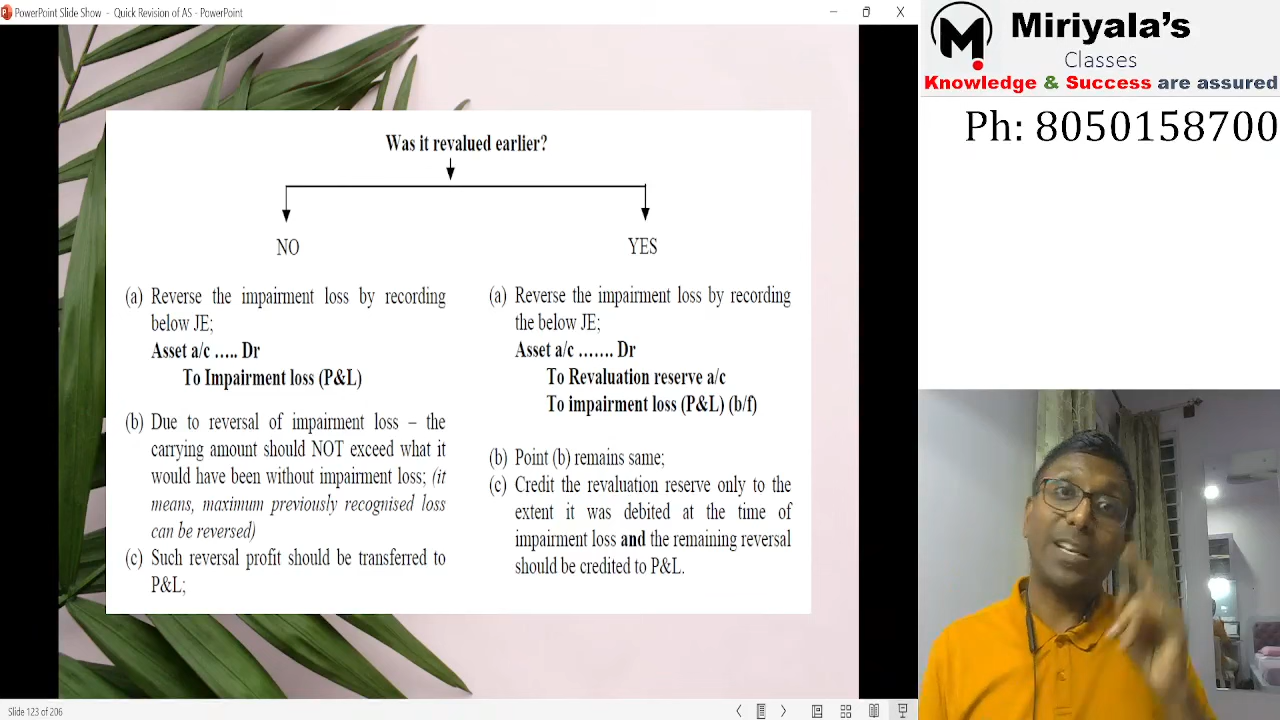 PowerPoint Slide Show - Quick Revision of AS - PowerPoint
Miriyala's
Classes
Knowledge & Success are assured
Ph: 8050158700
Was it revalued earlier?
NO
(a) Reverse the impairment loss by recording
below JE;
Asset a/c ….. Dr
To Impairment loss (P&L)
(b) Due to reversal of impairment loss – the
carrying amount should NOT exceed what it
would have been without impairment loss; (it
means, maximum previously recognised loss
can be reversed)
(c) Such reversal profit should be transferred to
P&L;
YES
(a) Reverse the impairment loss by recording
the below JE;
Asset a/c ……. Dr
To Revaluation reserve a/c
To impairment loss (P&L) (b/f)
(b) Point (b) remains same;
(c) Credit the revaluation reserve only to the
extent it was debited at the time of
impairment loss and the remaining reversal
should be credited to P&L.
Slide 123 of 206